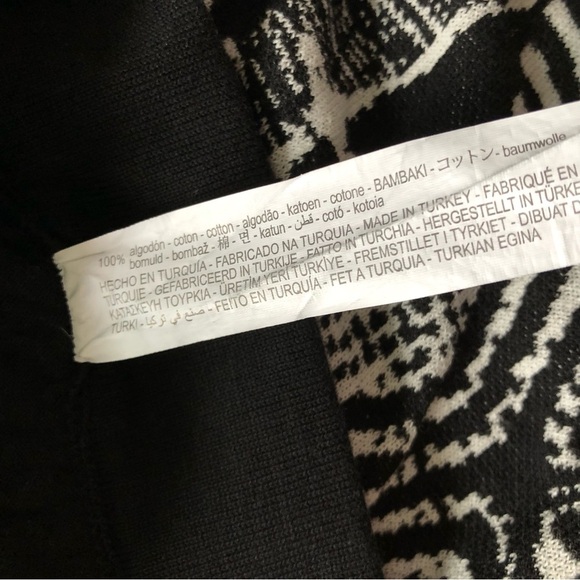 100% algodón - coton - cotton - algodão - katoen - cotone - BAMBAKI - コットン - baumwolle
bomuld - bombaž - 棉 - 면 - katun - قطن - cotó - kotoia
HECHO EN TURQUÍA - FABRICADO NA TURQUIA - MADE IN TURKEY - FABRIQUÉ EN
TURQUIE - GEFABRICEERD IN TURKIJE - FATTO IN TURCHIA - HERGESTELLT IN TÜRKEI
ΚΑΤΑΣΚΕΥΗ ΤΟΥΡΚΙΑ - ÜRETİM YERİ TÜRKİYE - FREMSTILLET I TYRKIET - DIBUAT D
TURKI - صنع في تركيا - FEITO EN TURQUÍA - FET A TURQUIA - TURKIAN EGINA